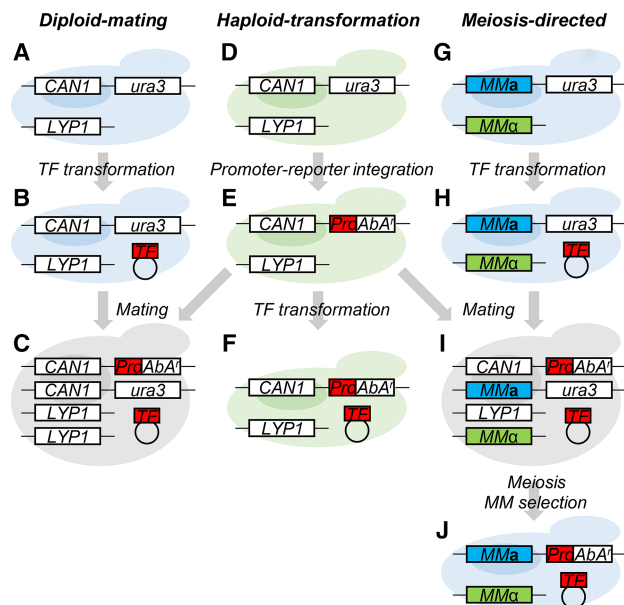 Diploid-mating Haploid-transformation Meiosis-directed
A D G
CAN1 ura3 CAN1 ura3 MMa ura3
LYP1 LYP1 MMα
TF transformation Promoter-reporter integration TF transformation
B E H
CAN1 ura3 CAN1 Pro AbAʳ MMa ura3
TF TF
LYP1 LYP1 MMα
Mating TF transformation Mating
C F I
CAN1 Pro AbAʳ CAN1 Pro AbAʳ CAN1 Pro AbAʳ
CAN1 ura3 MMa ura3
LYP1 TF TF LYP1 TF
LYP1 LYP1 MMα
Meiosis
MM selection
J
MMa Pro AbAʳ
TF
MMα